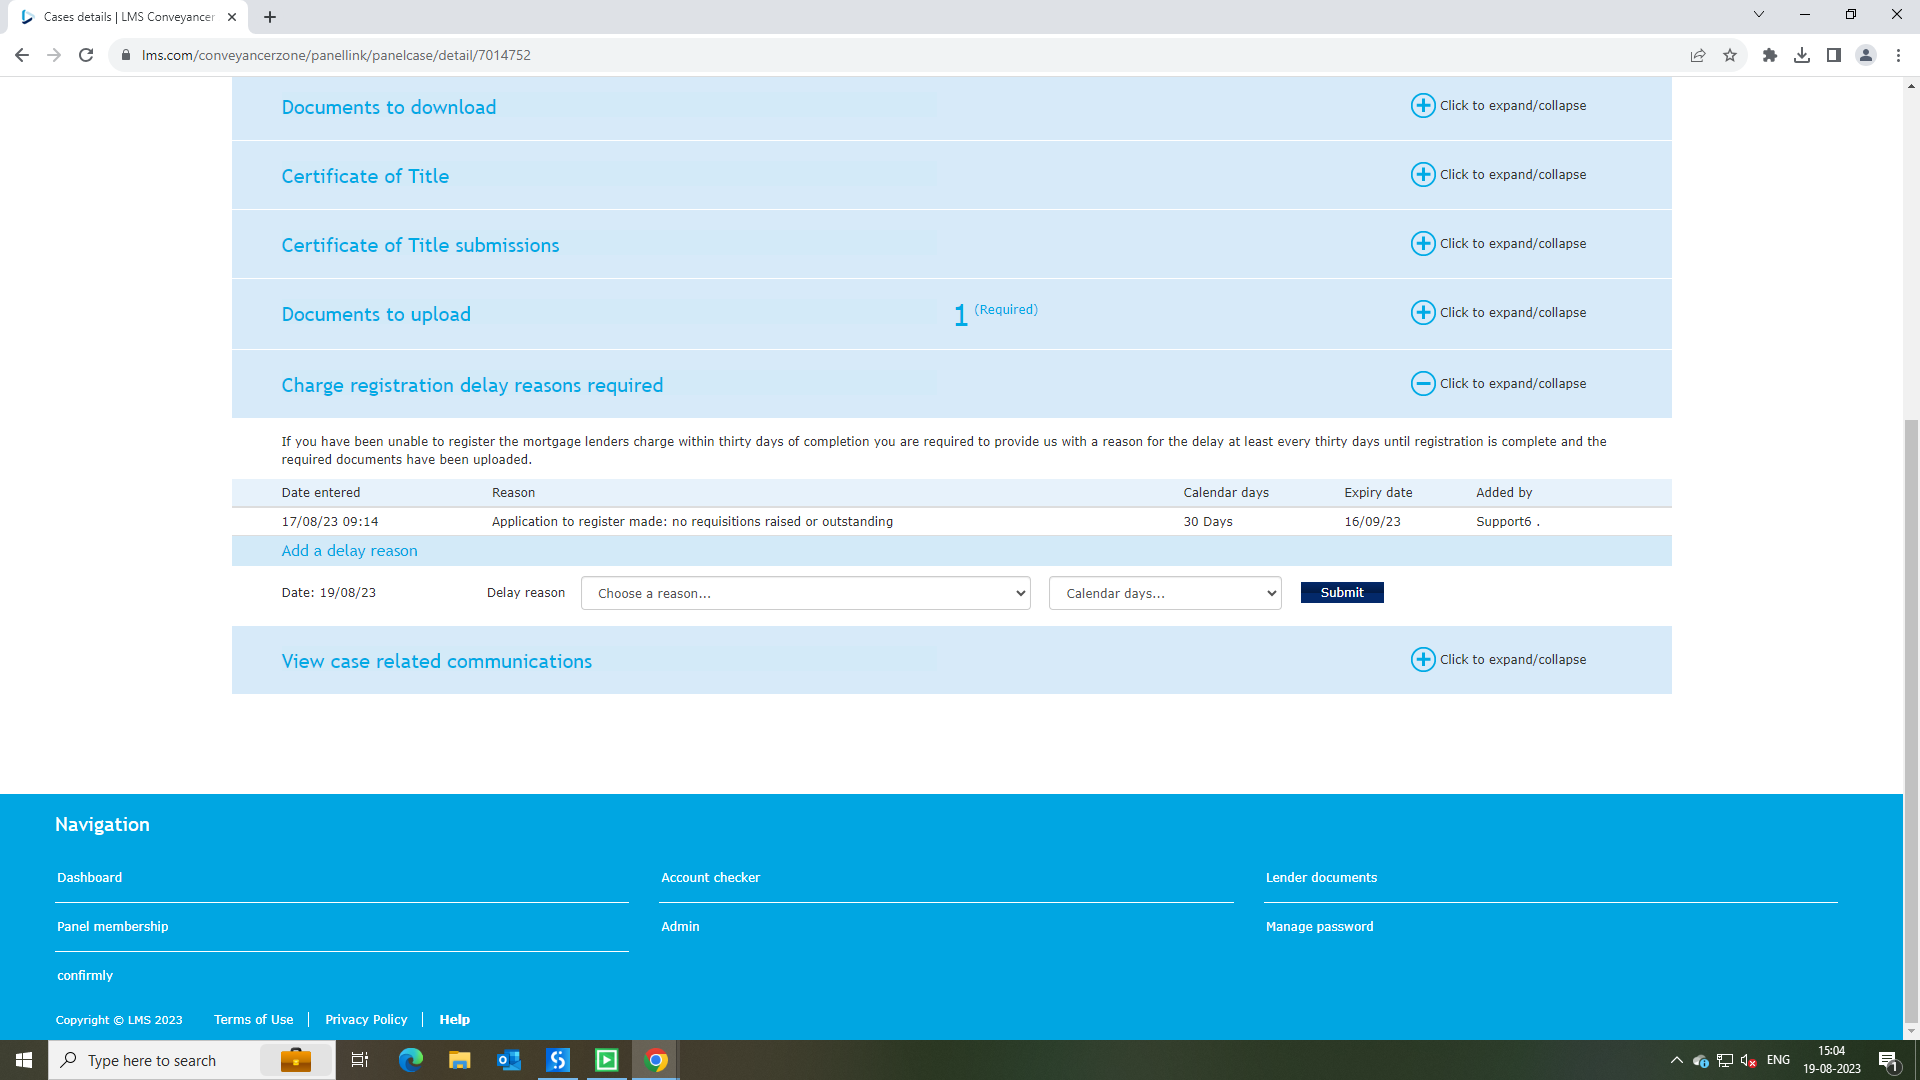 Cases details | LMS Conveyancer
lms.com/conveyancerzone/panellink/panelcase/detail/7014752
Documents to download
Click to expand/collapse
Certificate of Title
Click to expand/collapse
Certificate of Title submissions
Click to expand/collapse
Documents to upload
1 (Required)
Click to expand/collapse
Charge registration delay reasons required
Click to expand/collapse
If you have been unable to register the mortgage lenders charge within thirty days of completion you are required to provide us with a reason for the delay at least every thirty days until registration is complete and the
required documents have been uploaded.
Date entered Reason Calendar days Expiry date Added by
17/08/23 09:14 Application to register made: no requisitions raised or outstanding 30 Days 16/09/23 Support6 .
Add a delay reason
Date: 19/08/23 Delay reason Choose a reason... Calendar days... Submit
View case related communications
Click to expand/collapse
Navigation
Dashboard Account checker Lender documents
Panel membership Admin Manage password
confirmly
Copyright © LMS 2023 Terms of Use | Privacy Policy | Help
Type here to search
ENG
15:04
19-08-2023
1